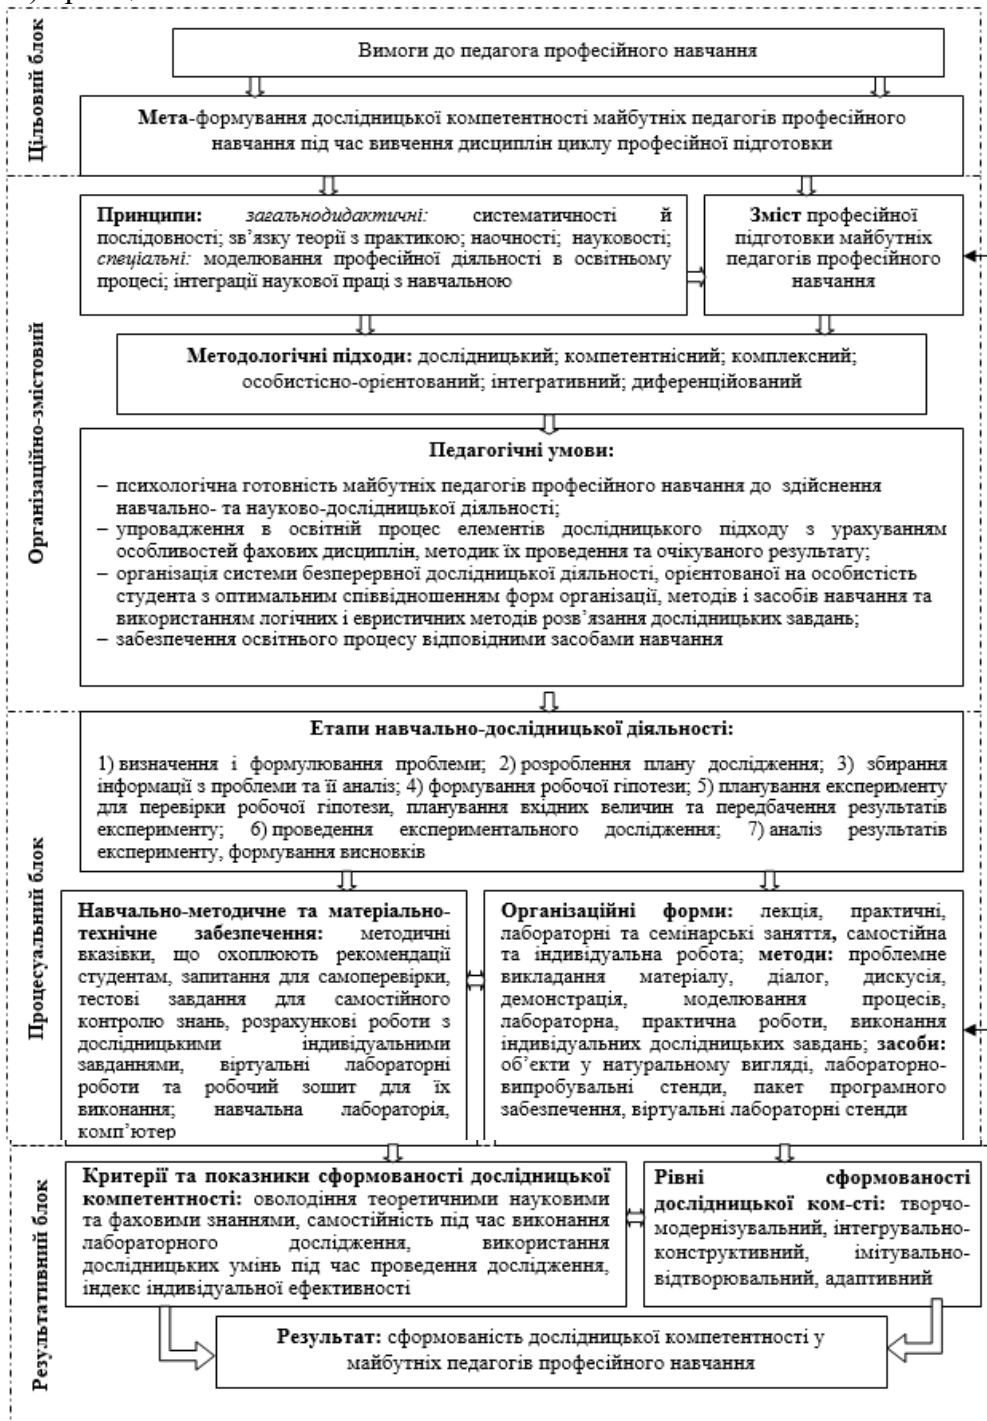 Цільовий блок
Вимоги до педагога професійного навчання
Мета-формування дослідницької компетентності майбутніх педагогів професійного
навчання під час вивчення дисциплін циклу професійної підготовки
Організаційно-змістовий
Принципи: загальнодидактичні: систематичності й
послідовності; зв’язку теорії з практикою; наочності; науковості;
спеціальні: моделювання професійної діяльності в освітньому
процесі; інтеграції наукової праці з навчальною
Зміст професійної
підготовки майбутніх
педагогів професійного
навчання
Методологічні підходи: дослідницький; компетентнісний; комплексний;
особистісно-орієнтований; інтегративний; диференційований
Педагогічні умови:
– психологічна готовність майбутніх педагогів професійного навчання до здійснення
навчально- та науково-дослідницької діяльності;
– упровадження в освітній процес елементів дослідницького підходу з урахуванням
особливостей фахових дисциплін, методик їх проведення та очікуваного результату;
– організація системи безперервної дослідницької діяльності, орієнтованої на особистість
студента з оптимальним співвідношенням форм організації, методів і засобів навчання та
використанням логічних і евристичних методів розв’язання дослідницьких завдань;
– забезпечення освітнього процесу відповідними засобами навчання
Процесуальний блок
Етапи навчально-дослідницької діяльності:
1) визначення і формулювання проблеми; 2) розроблення плану дослідження; 3) збирання
інформації з проблеми та її аналіз; 4) формування робочої гіпотези; 5) планування експерименту
для перевірки робочої гіпотези, планування вхідних величин та передбачення результатів
експерименту; 6) проведення експериментального дослідження; 7) аналіз результатів
експерименту, формування висновків
Навчально-методичне та матеріально-
технічне забезпечення: методичні
вказівки, що охоплюють рекомендації
студентам, запитання для самоперевірки,
тестові завдання для самостійного
контролю знань, розрахункові роботи з
дослідницькими індивідуальними
завданнями, віртуальні лабораторні
роботи та робочий зошит для їх
виконання; навчальна лабораторія,
комп’ютер
Організаційні форми: лекція, практичні,
лабораторні та семінарські заняття, самостійна
та індивідуальна робота; методи: проблемне
викладання матеріалу, діалог, дискусія,
демонстрація, моделювання процесів,
лабораторна, практична роботи, виконання
індивідуальних дослідницьких завдань; засоби:
об’єкти у натуральному вигляді, лабораторно-
випробувальні стенди, пакет програмного
забезпечення, віртуальні лабораторні стенди
Результативний блок
Критерії та показники сформованості дослідницької
компетентності: оволодіння теоретичними науковими
та фаховими знаннями, самостійність під час виконання
лабораторного дослідження, використання
дослідницьких умінь під час проведення дослідження,
індекс індивідуальної ефективності
Рівні сформованості
дослідницької ком-сті: творчо-
модернізувальний, інтегрувально-
конструктивний, імітувально-
відтворювальний, адаптивний
Результат: сформованість дослідницької компетентності у
майбутніх педагогів професійного навчання